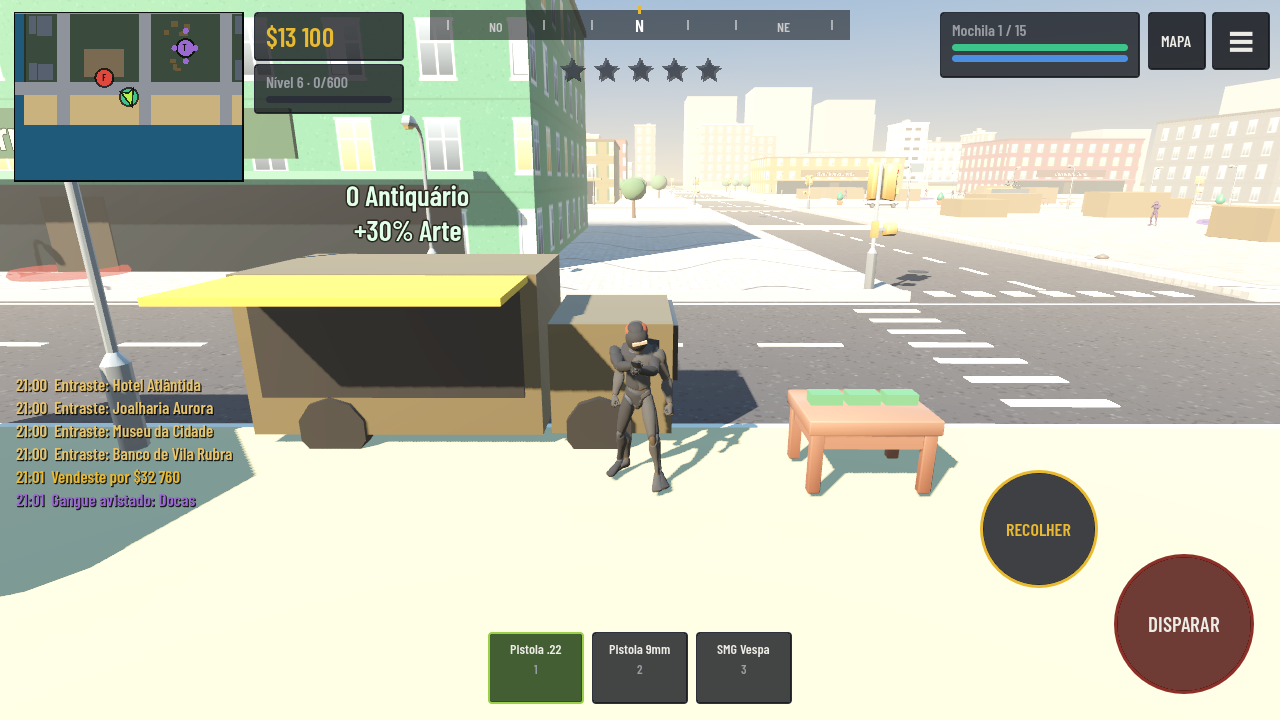 F
T
$13 100
Nivel 6 · 0/600
NO
N
NE
Mochila 1 / 15
MAPA
O Antiquário
+30% Arte
21:00 Entraste: Hotel Atlântida
21:00 Entraste: Joalharia Aurora
21:00 Entraste: Museu da Cidade
21:00 Entraste: Banco de Vila Rubra
21:01 Vendeste por $32 760
21:01 Gangue avistado: Docas
RECOLHER
DISPARAR
Pistola .22
1
Pistola 9mm
2
SMG Vespa
3